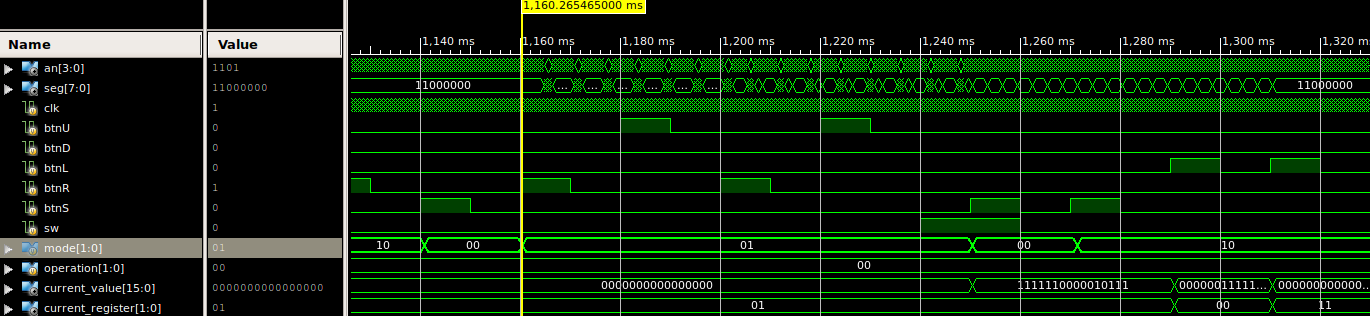 1,160.265465000 ms
Name Value
1,140 ms 1,160 ms 1,180 ms 1,200 ms 1,220 ms 1,240 ms 1,260 ms 1,280 ms 1,300 ms 1,320 m
an[3:0] 1101
seg[7:0] 11000000 11000000 ... ... ... ... ... ... 11000000
clk 1
btnU 0
btnD 0
btnL 0
btnR 1
btnS 0
sw 0
mode[1:0] 01 10 00 01 00 10
operation[1:0] 00 00
current_value[15:0] 0000000000000000 0000000000000000 1111110000010111 00000011111... 000000000000...
current_register[1:0] 01 01 00 11